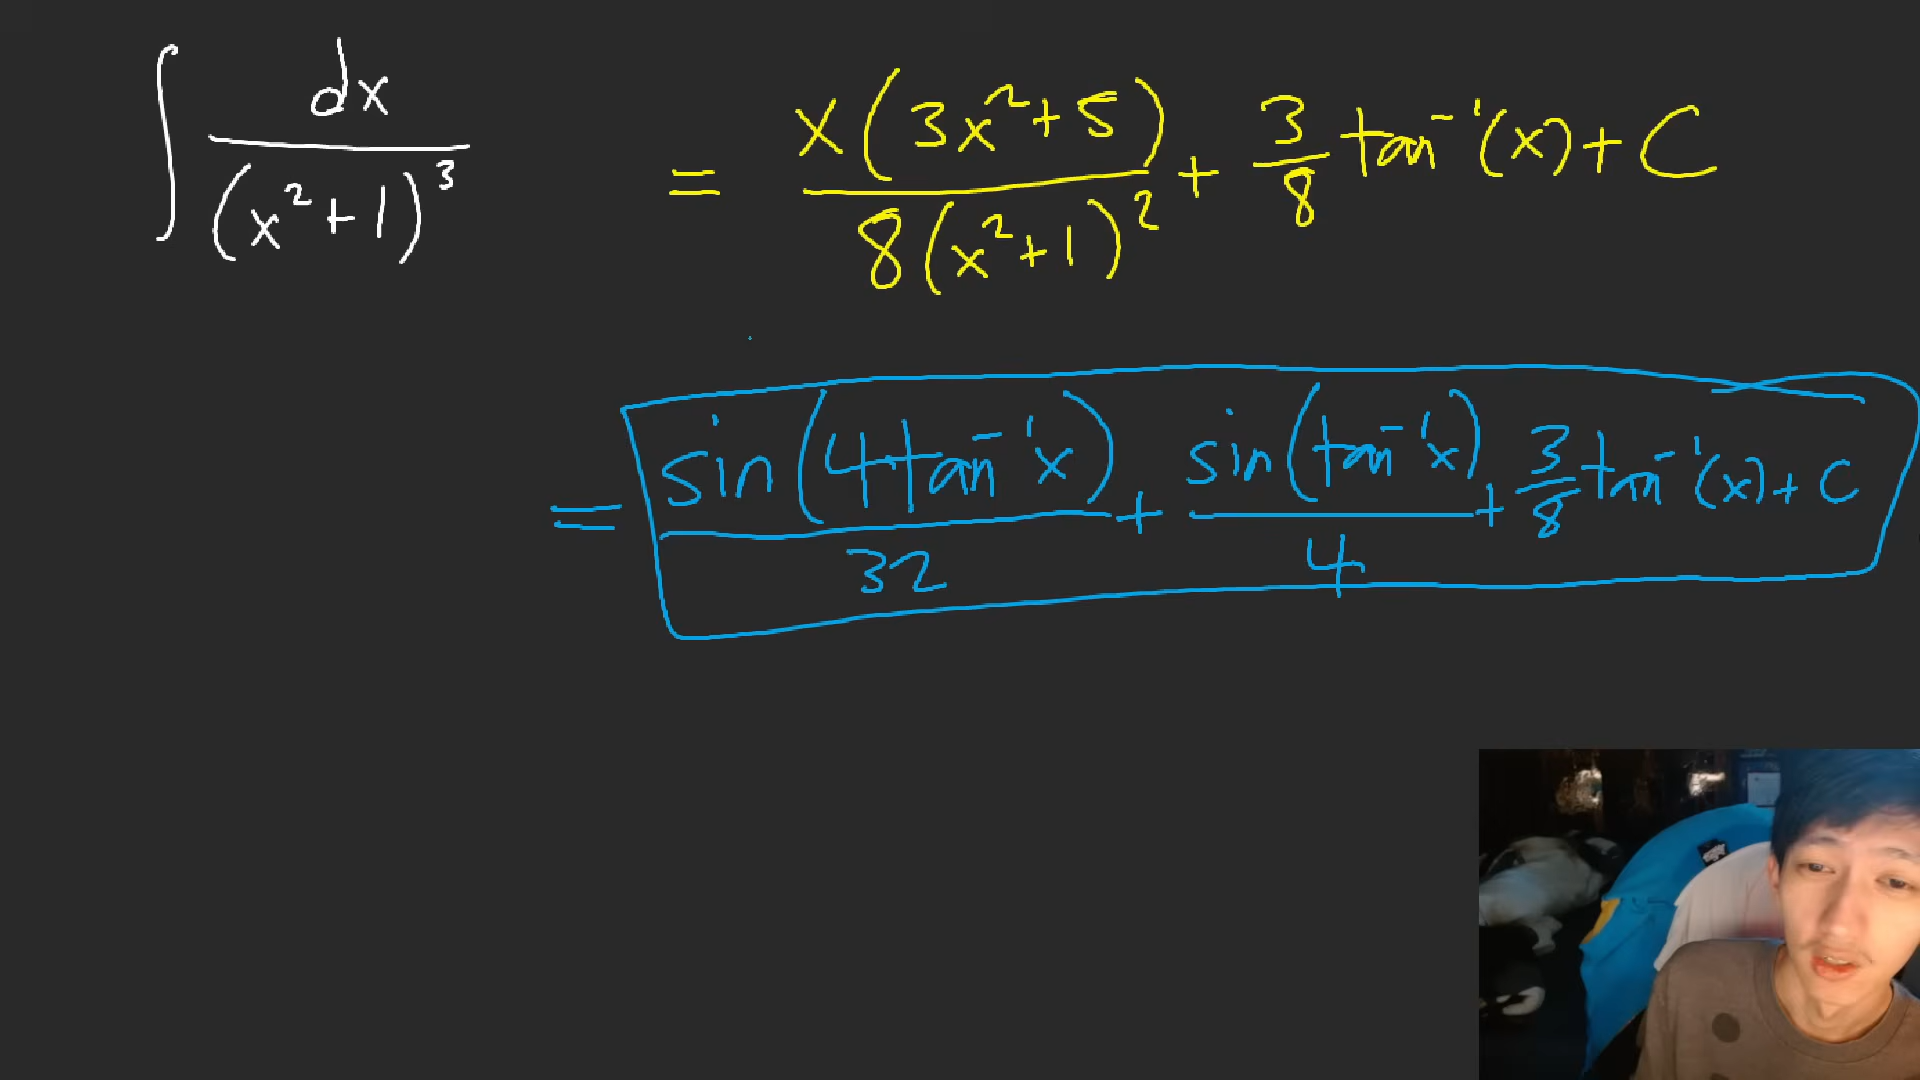 ∫ dx / (x² + 1)³ = x(3x² + 5) / 8(x² + 1)² + 3/8 tan⁻¹(x) + C
= sin(4tan⁻¹x) / 32 + sin(tan⁻¹x) / 4 + 3/8 tan⁻¹(x) + C